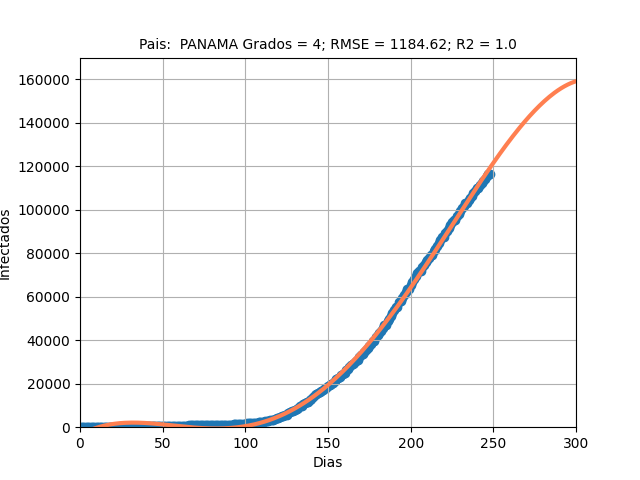 Pais:  PANAMA Grados = 4; RMSE = 1184.62; R2 = 1.0
160000
140000
120000
100000
80000
60000
40000
20000
0
Infectados
0 50 100 150 200 250 300
Dias